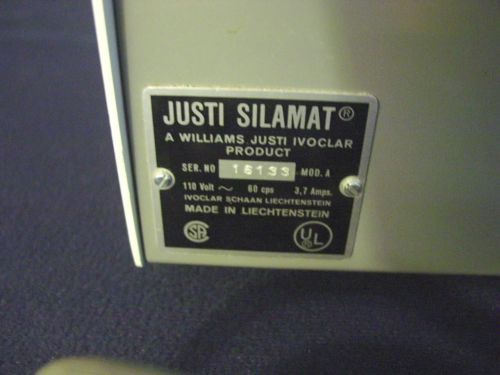 JUSTI SILAMAT®
A WILLIAMS JUSTI IVOCLAR
PRODUCT
SER. NO 16133 MOD. A
110 Volt ~ 60 cps 3,7 Amps.
IVOCLAR SCHAAN LIECHTENSTEIN
MADE IN LIECHTENSTEIN
SA UL